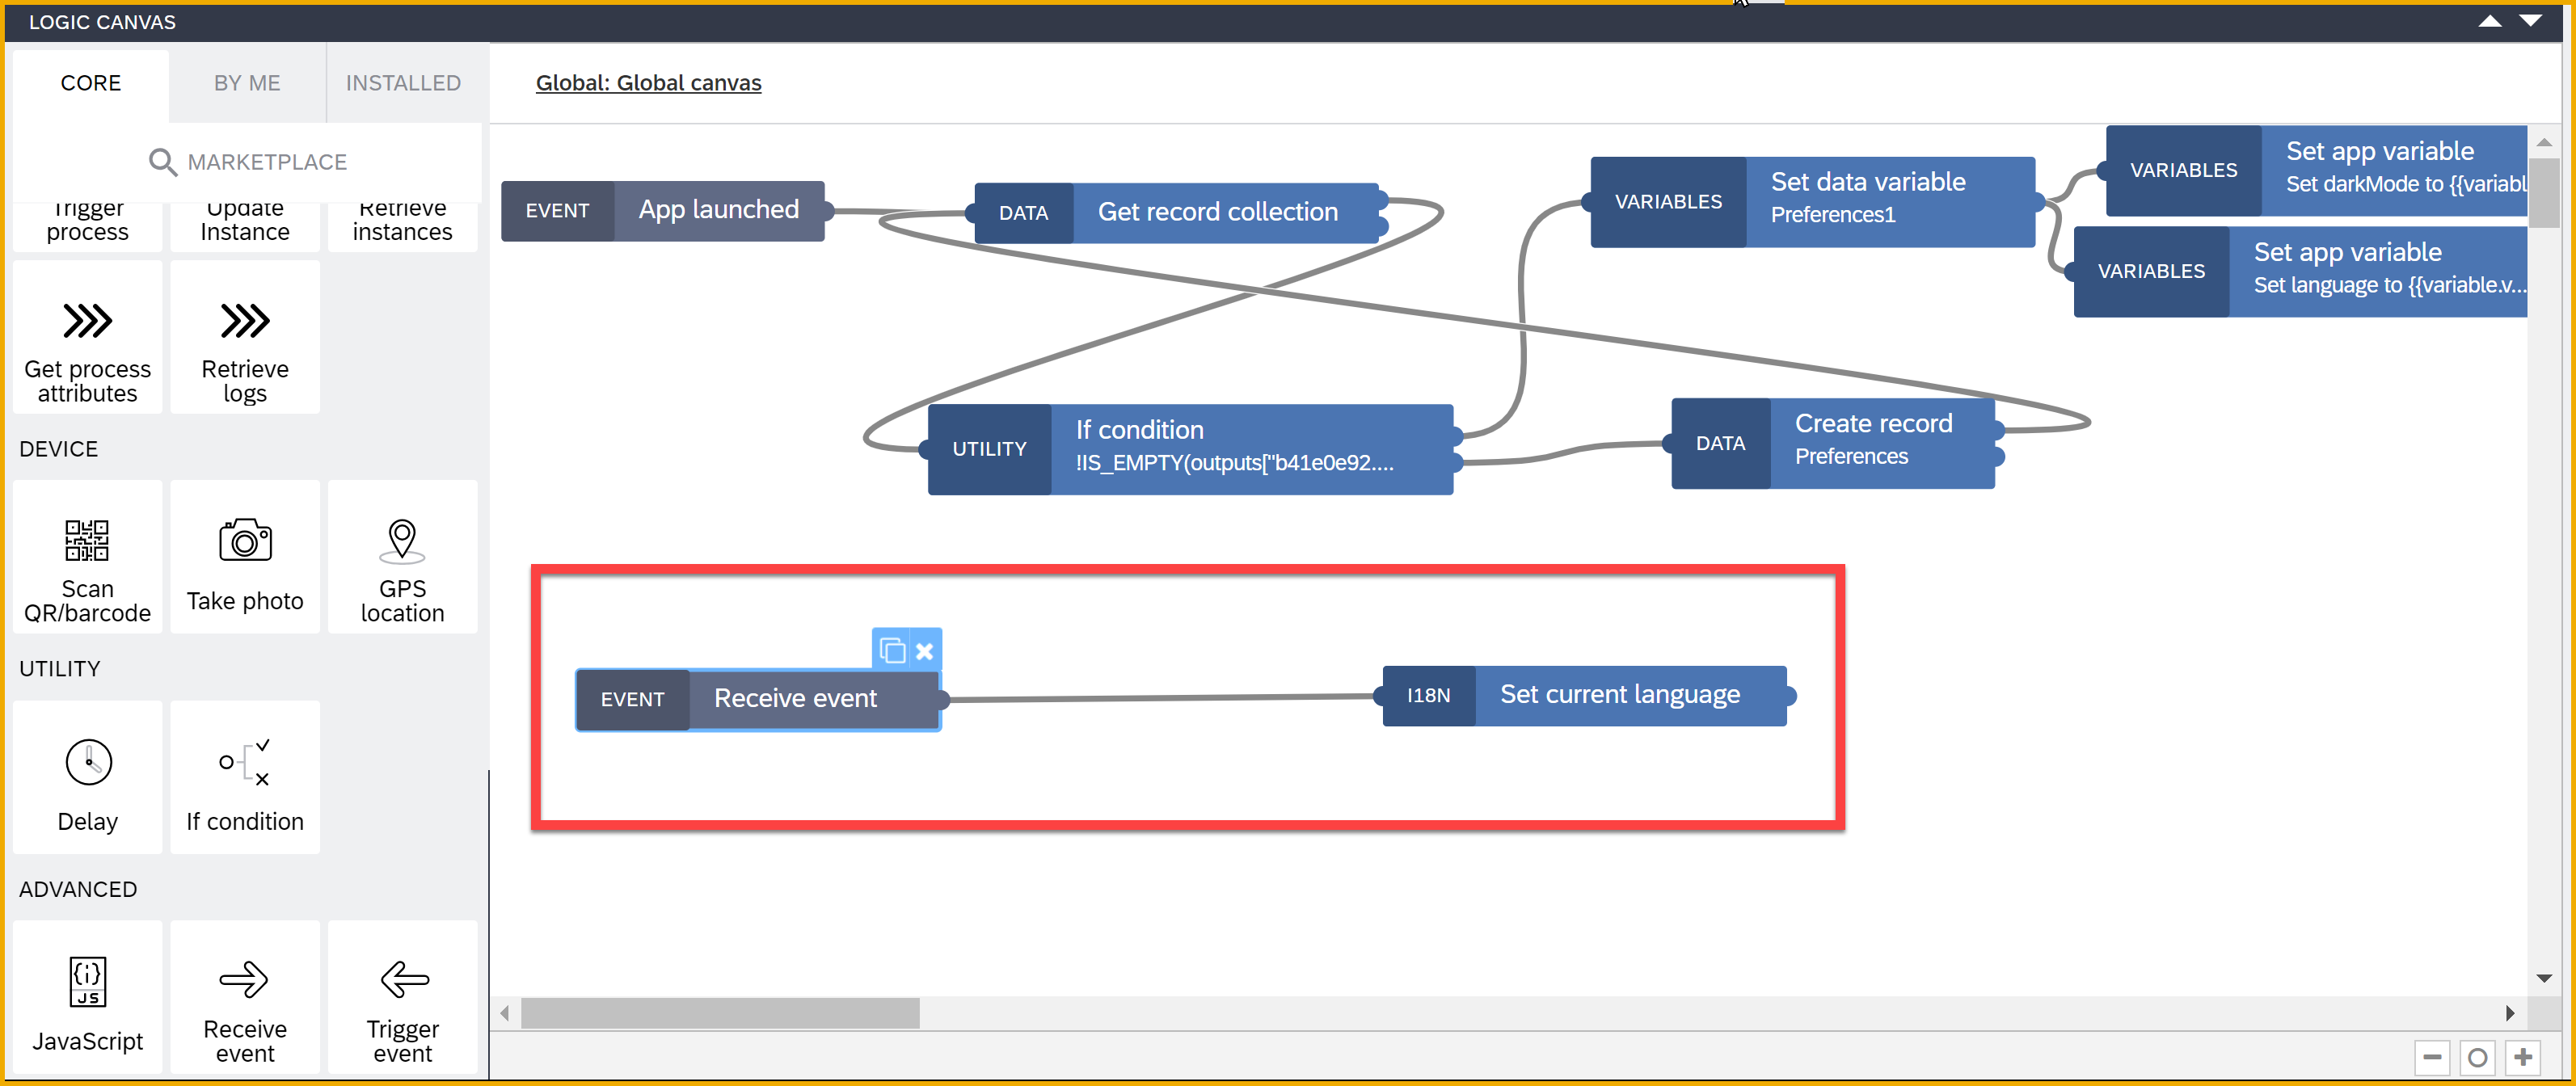 LOGIC CANVAS
CORE
BY ME
INSTALLED
MARKETPLACE
Trigger
process
Update
Instance
Retrieve
instances
Get process
attributes
Retrieve
logs
DEVICE
Scan
QR/barcode
Take photo
GPS
location
UTILITY
Delay
If condition
ADVANCED
JS
JavaScript
Receive
event
Trigger
event
Global: Global canvas
EVENT
App launched
DATA
Get record collection
VARIABLES
Set data variable
Preferences1
VARIABLES
Set app variable
Set darkMode to {{variabl
VARIABLES
Set app variable
Set language to {{variable.v...
UTILITY
If condition
!IS_EMPTY(outputs["b41e0e92....
DATA
Create record
Preferences
EVENT
Receive event
I18N
Set current language